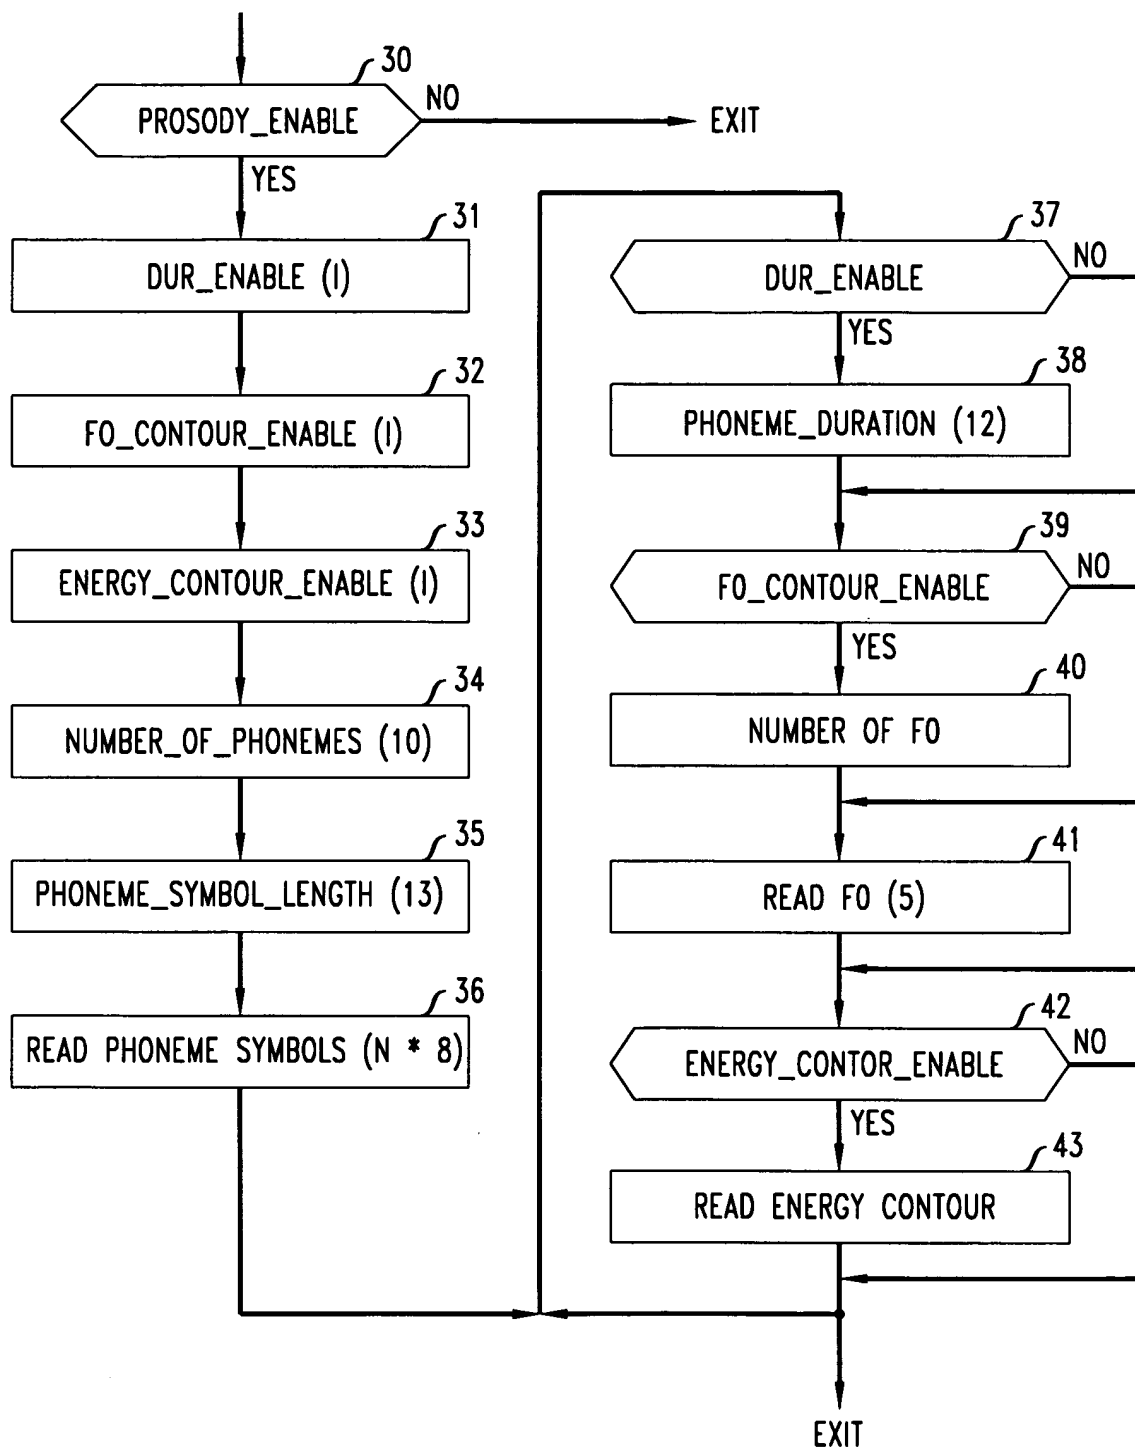 30
PROSODY_ENABLE
NO
EXIT
YES
31
DUR_ENABLE (1)
32
F0_CONTOUR_ENABLE (1)
33
ENERGY_CONTOUR_ENABLE (1)
34
NUMBER_OF_PHONEMES (10)
35
PHONEME_SYMBOL_LENGTH (13)
36
READ PHONEME SYMBOLS (N * 8)
37
DUR_ENABLE
NO
YES
38
PHONEME_DURATION (12)
39
F0_CONTOUR_ENABLE
NO
YES
40
NUMBER OF F0
41
READ F0 (5)
42
ENERGY_CONTOR_ENABLE
NO
YES
43
READ ENERGY CONTOUR
EXIT